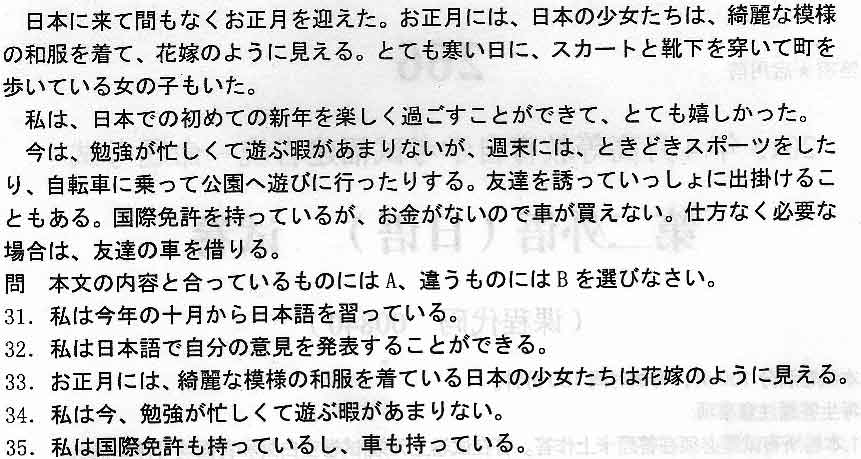 日本に来て間もなくお正月を迎えた。お正月には、日本の少女たちは、綺麗な模様
の和服を着て、花嫁のように見える。とても寒い日に、スカートと靴下を穿いて町を
歩いている女の子もいた。
私は、日本での初めての新年を楽しく過ごすことができて、とても嬉しかった。
今は、勉強が忙しくて遊ぶ暇があまりないが、週末には、ときどきスポーツをした
り、自転車に乗って公園へ遊びに行ったりする。友達を誘っていっしょに出掛けるこ
ともある。国際免許を持っているが、お金がないので車が買えない。仕方なく必要な
場合は、友達の車を借りる。
問　本文の内容と合っているものには A、違うものには B を選びなさい。
31．私は今年の十月から日本語を習っている。
32．私は日本語で自分の意見を発表することができる。
33．お正月には、綺麗な模様の和服を着ている日本の少女たちは花嫁のように見える。
34．私は今、勉強が忙しくて遊ぶ暇があまりない。
35．私は国際免許も持っているし、車も持っている。